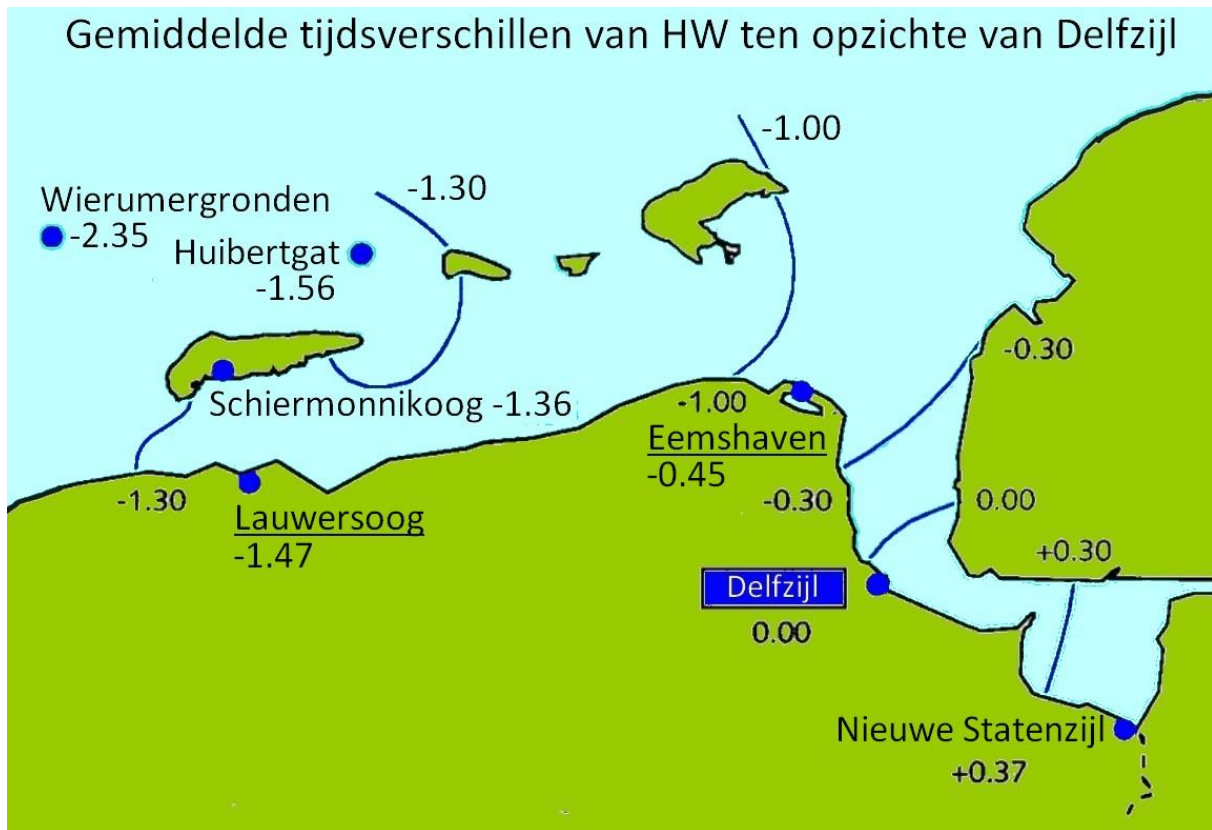 Gemiddelde tijdsverschillen van HW ten opzichte van Delfzijl
-1.00
-1.30
Wierumergronden
-2.35
Huibertgat
-1.56
-0.30
Schiermonnikoog -1.36
-1.00
Eemshaven
-0.45
-1.30
-0.30
0.00
Lauwersoog
-1.47
+0.30
Delfzijl
0.00
Nieuwe Statenzijl
+0.37